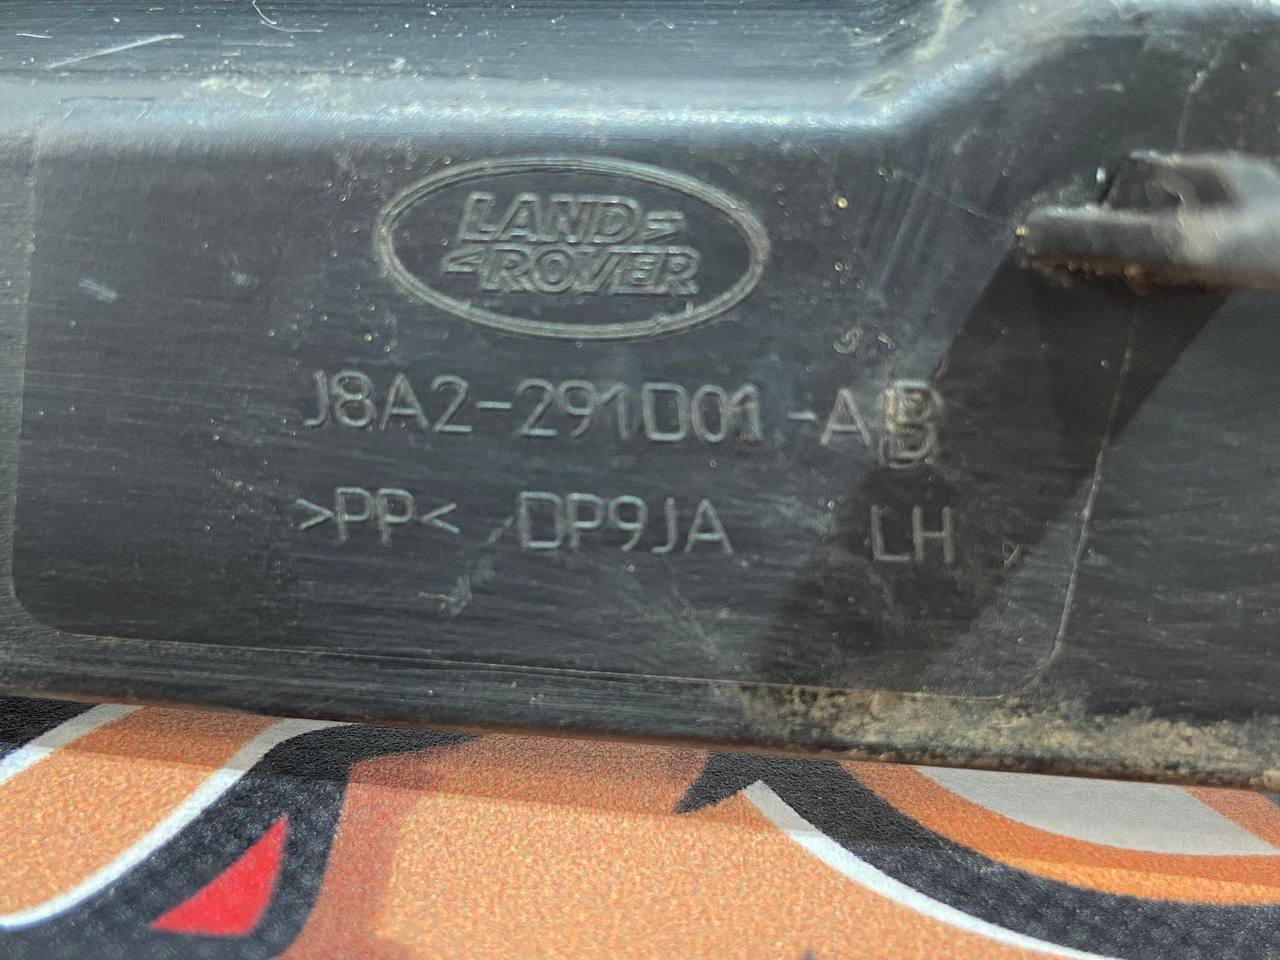 LAND
ROVER
J8A2-291D01-AB
>PP< DP9JA LH